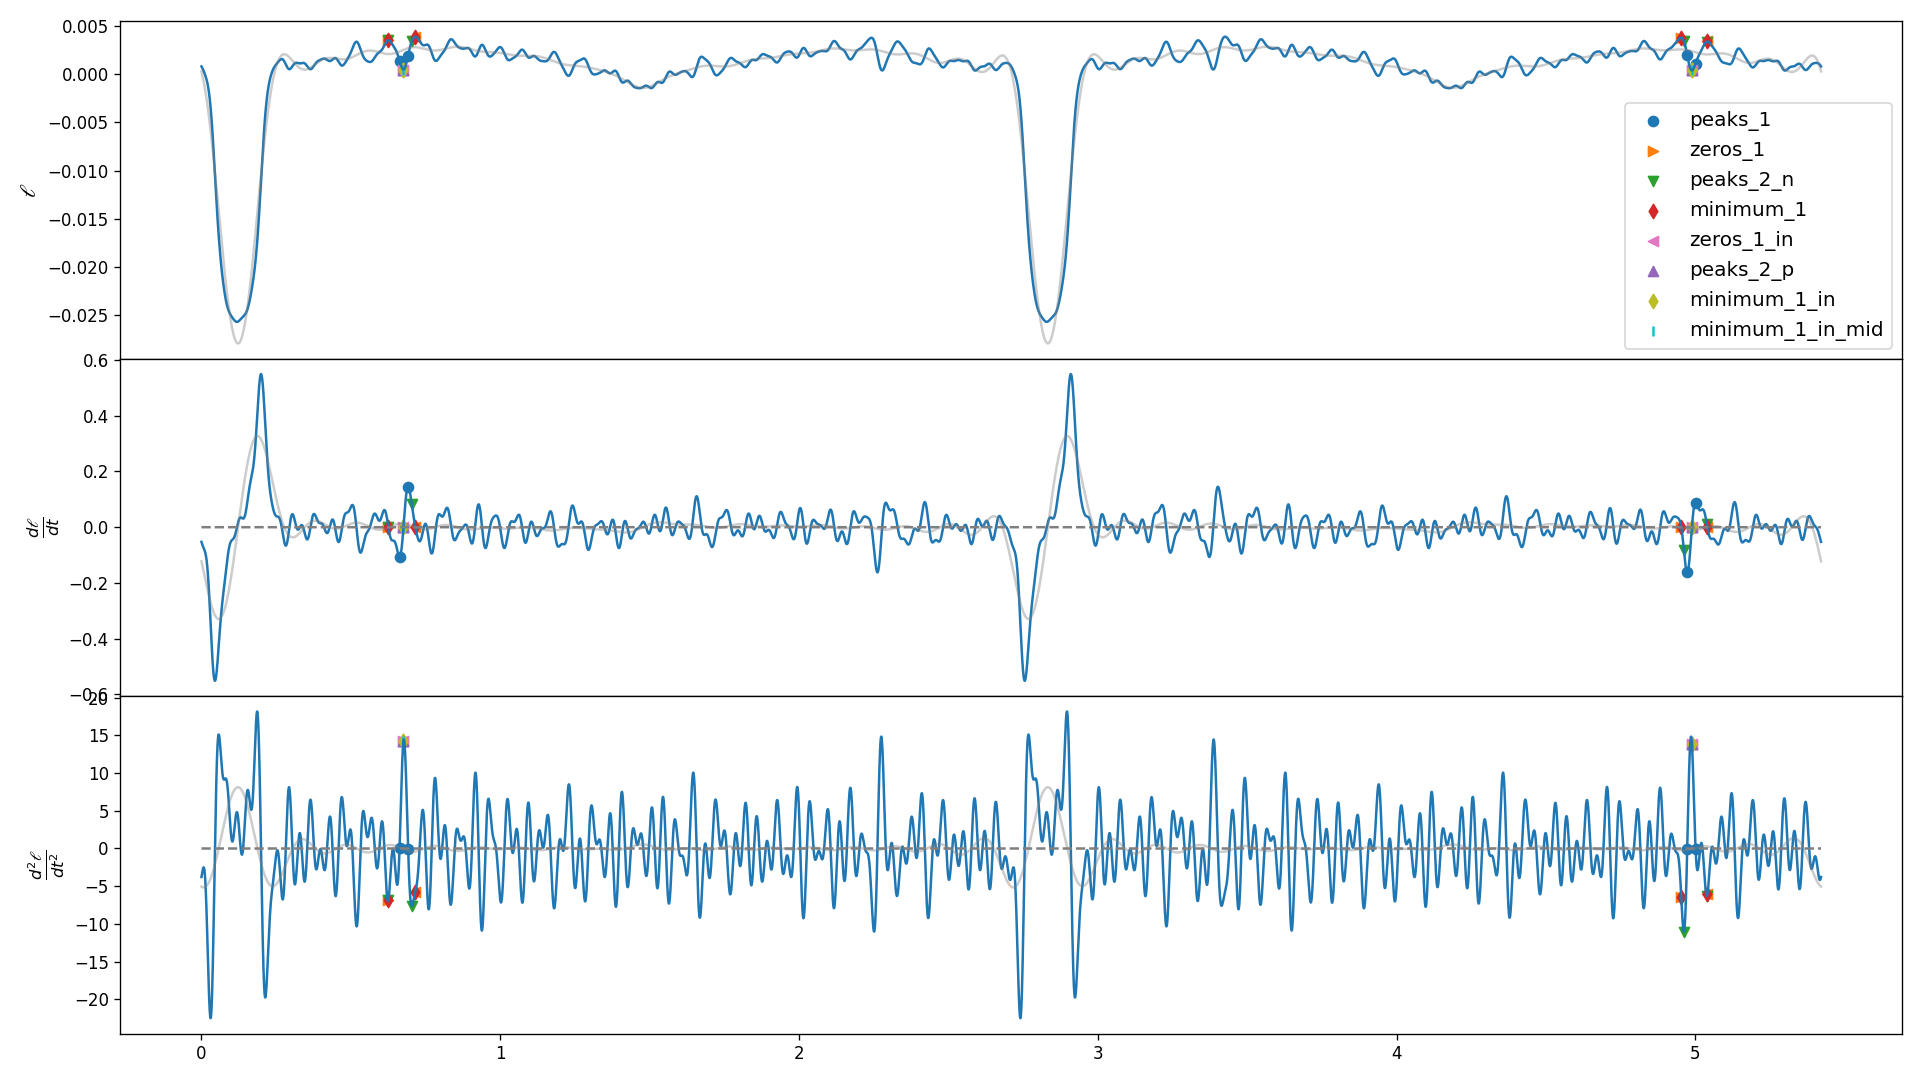 0.005
0.000
−0.005
−0.010
−0.015
−0.020
−0.025
ℓ
peaks_1
zeros_1
peaks_2_n
minimum_1
zeros_1_in
peaks_2_p
minimum_1_in
minimum_1_in_mid
0.6
0.4
0.2
0.0
−0.2
−0.4
−0.6
dℓ
dt
20
15
10
5
0
−5
−10
−15
−20
d²ℓ
dt²
0 1 2 3 4 5